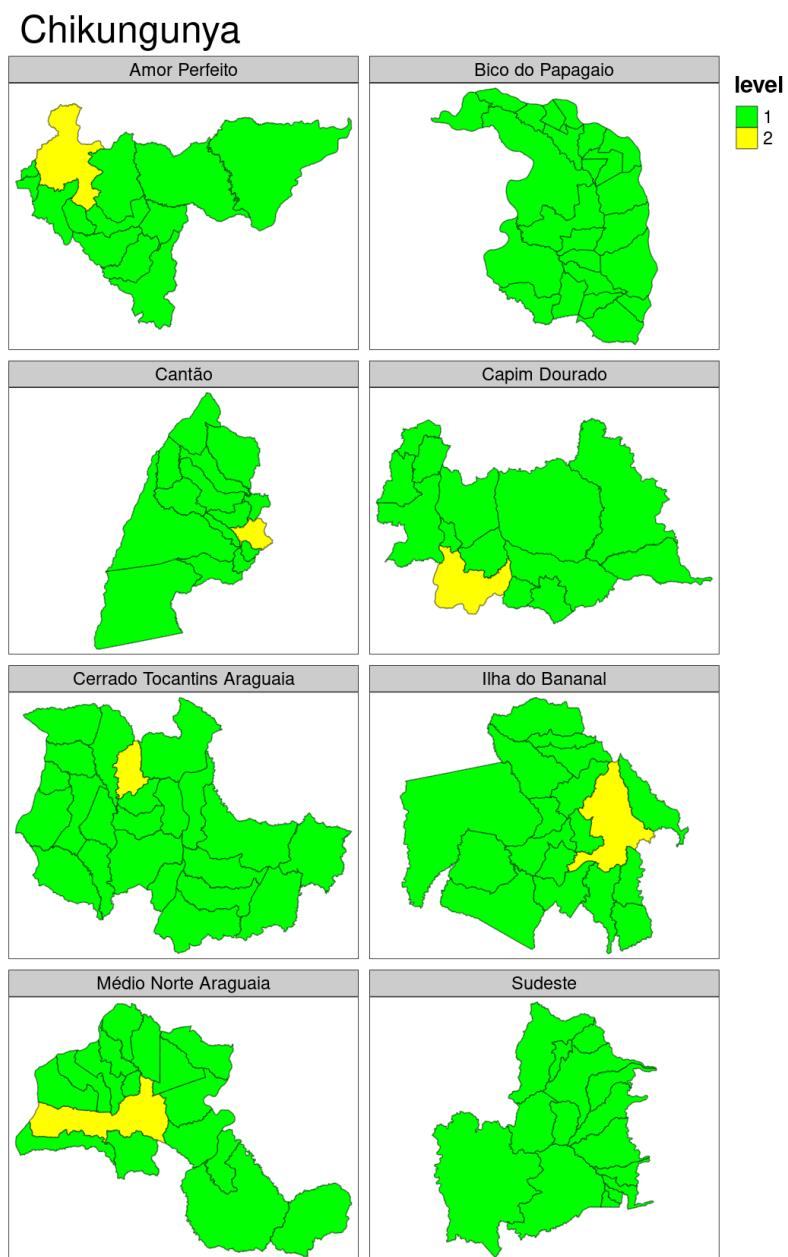 Chikungunya
Amor Perfeito
Bico do Papagaio
level
1
2
Cantão
Capim Dourado
Cerrado Tocantins Araguaia
Ilha do Bananal
Médio Norte Araguaia
Sudeste